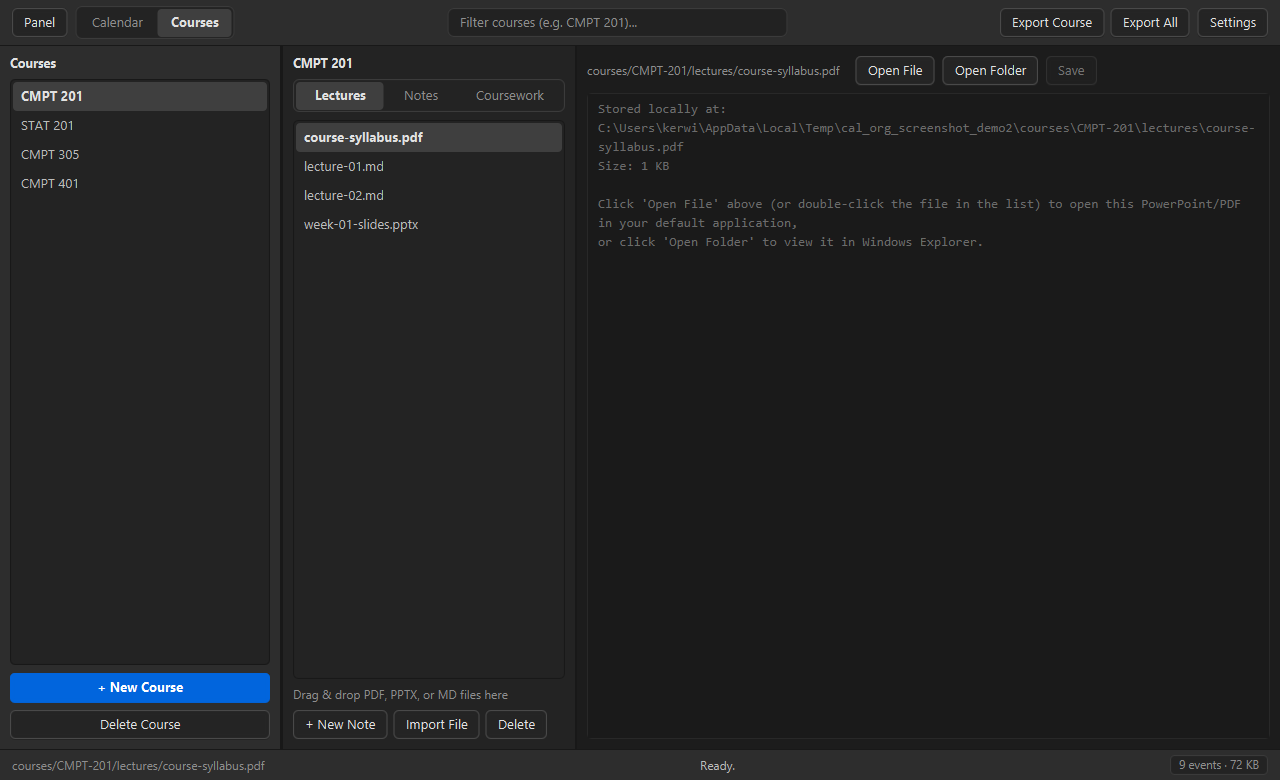 Panel
Calendar
Courses
Filter courses (e.g. CMPT 201)...
Export Course
Export All
Settings
Courses
CMPT 201
STAT 201
CMPT 305
CMPT 401
+ New Course
Delete Course
CMPT 201
Lectures
Notes
Coursework
course-syllabus.pdf
lecture-01.md
lecture-02.md
week-01-slides.pptx
Drag & drop PDF, PPTX, or MD files here
+ New Note
Import File
Delete
courses/CMPT-201/lectures/course-syllabus.pdf
Open File
Open Folder
Save
Stored locally at:
C:\Users\kerwi\AppData\Local\Temp\cal_org_screenshot_demo2\courses\CMPT-201\lectures\course-
syllabus.pdf
Size: 1 KB
Click 'Open File' above (or double-click the file in the list) to open this PowerPoint/PDF
in your default application,
or click 'Open Folder' to view it in Windows Explorer.
courses/CMPT-201/lectures/course-syllabus.pdf
Ready.
9 events · 72 KB